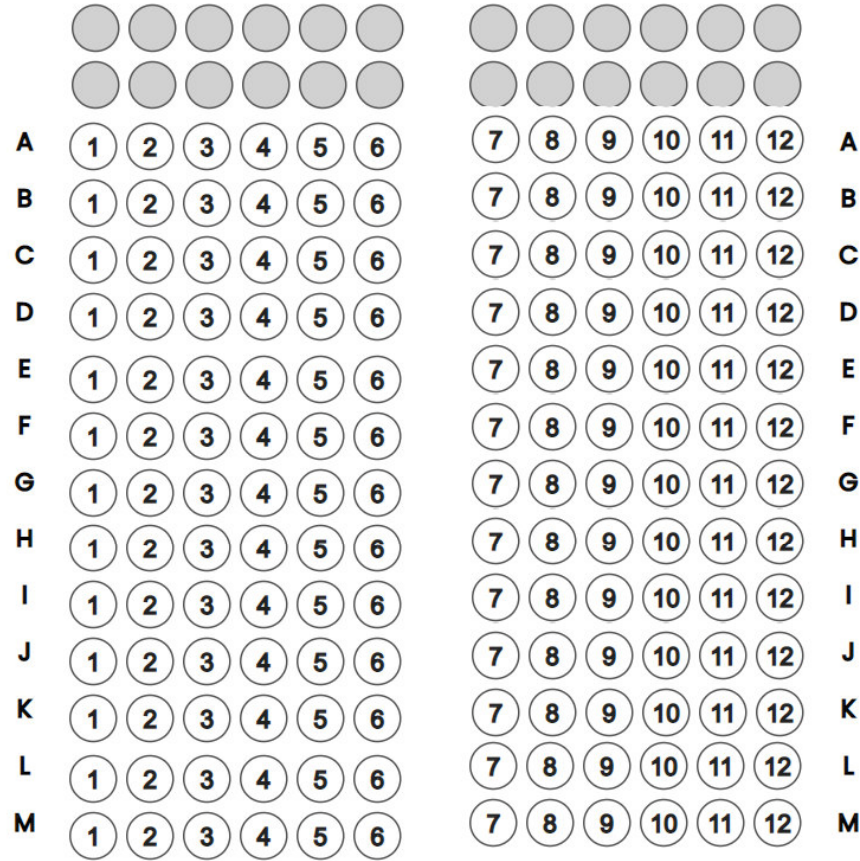 A 1 2 3 4 5 6 7 8 9 10 11 12 A
B 1 2 3 4 5 6 7 8 9 10 11 12 B
C 1 2 3 4 5 6 7 8 9 10 11 12 C
D 1 2 3 4 5 6 7 8 9 10 11 12 D
E 1 2 3 4 5 6 7 8 9 10 11 12 E
F 1 2 3 4 5 6 7 8 9 10 11 12 F
G 1 2 3 4 5 6 7 8 9 10 11 12 G
H 1 2 3 4 5 6 7 8 9 10 11 12 H
I 1 2 3 4 5 6 7 8 9 10 11 12 I
J 1 2 3 4 5 6 7 8 9 10 11 12 J
K 1 2 3 4 5 6 7 8 9 10 11 12 K
L 1 2 3 4 5 6 7 8 9 10 11 12 L
M 1 2 3 4 5 6 7 8 9 10 11 12 M